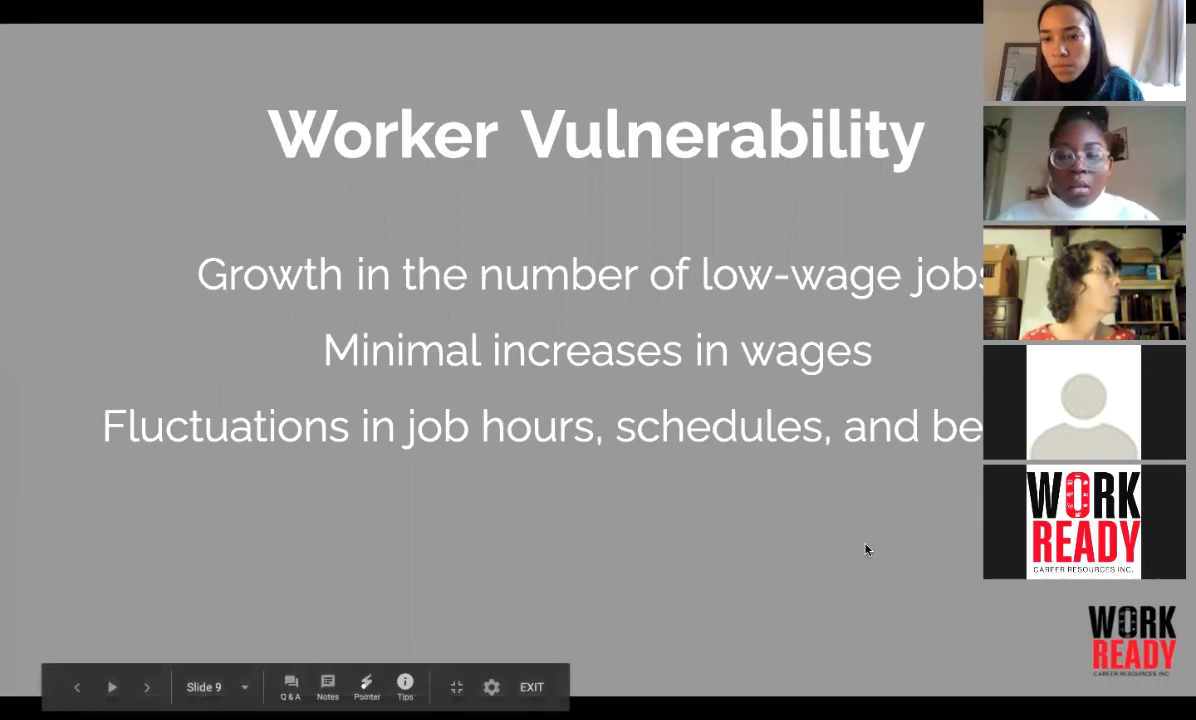 Worker Vulnerability
Growth in the number of low-wage jobs
Minimal increases in wages
Fluctuations in job hours, schedules, and be
WORK
READY
CAREER RESOURCES INC.
WORK
READY
CAREER RESOURCES INC.
Slide 9
Q & A
Notes
Pointer
Tips
EXIT